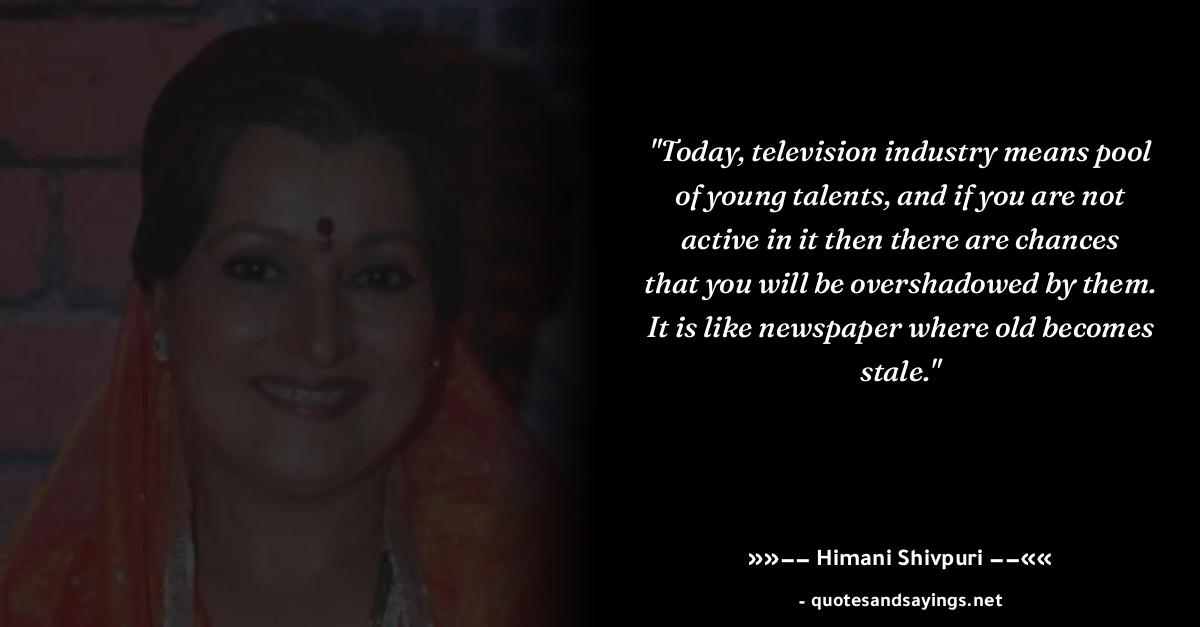 "Today, television industry means pool
of young talents, and if you are not
active in it then there are chances
that you will be overshadowed by them.
It is like newspaper where old becomes
stale."
»»−− Himani Shivpuri −−««
- quotesandsayings.net